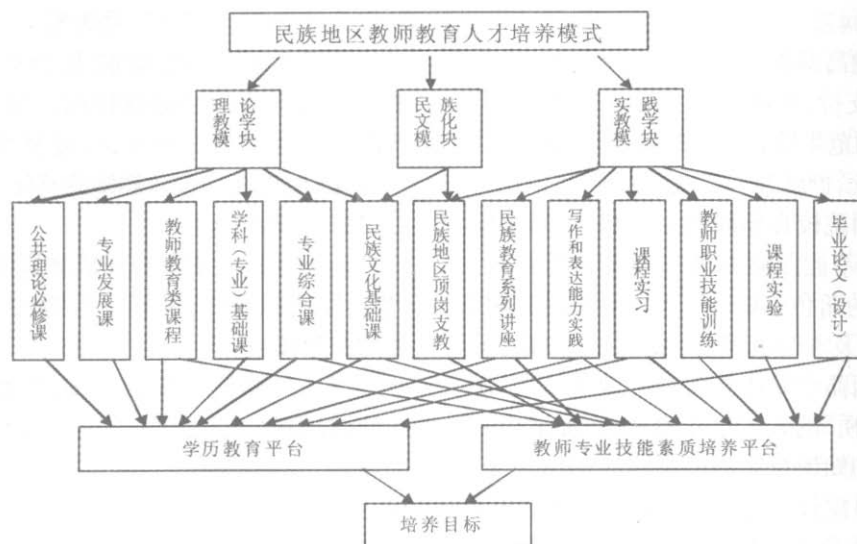 民族地区教师教育人才培养模式
理论
教学
模块
民族
文化
模块
实践
教学
模块
公共理论必修课
专业发展课
教师教育类课程
学科(专业)基础课
专业综合课
民族文化基础课
民族地区顶岗支教
民族教育系列讲座
写作和表达能力实践
课程实习
教师职业技能训练
课程实验
毕业论文(设计)
学历教育平台
教师专业技能素质培养平台
培养目标